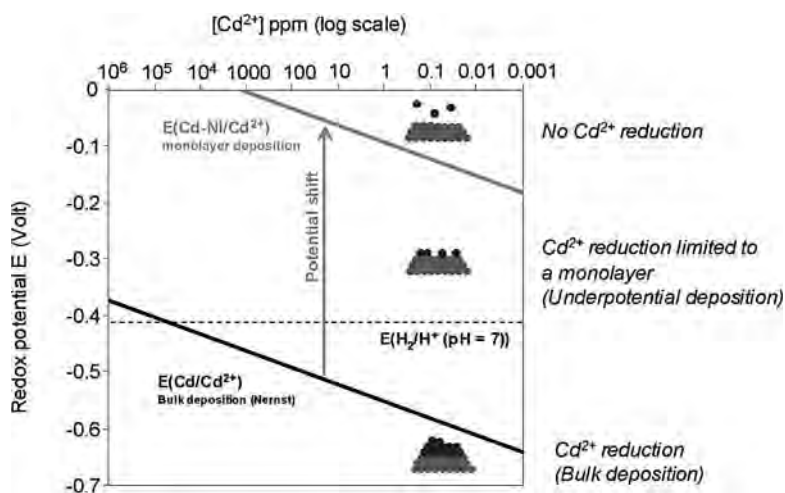 [Cd²⁺] ppm (log scale)
10⁶ 10⁵ 10⁴ 1000 100 10 1 0.1 0.01 0.001
0
-0.1
-0.2
-0.3
-0.4
-0.5
-0.6
-0.7
Redox potential E (Volt)
E(Cd-NI/Cd²⁺)
monolayer deposition
Potential shift
E(H₂/H⁺ (pH = 7))
E(Cd/Cd²⁺)
Bulk deposition (Nernst)
No Cd²⁺ reduction
Cd²⁺ reduction limited to
a monolayer
(Underpotential deposition)
Cd²⁺ reduction
(Bulk deposition)